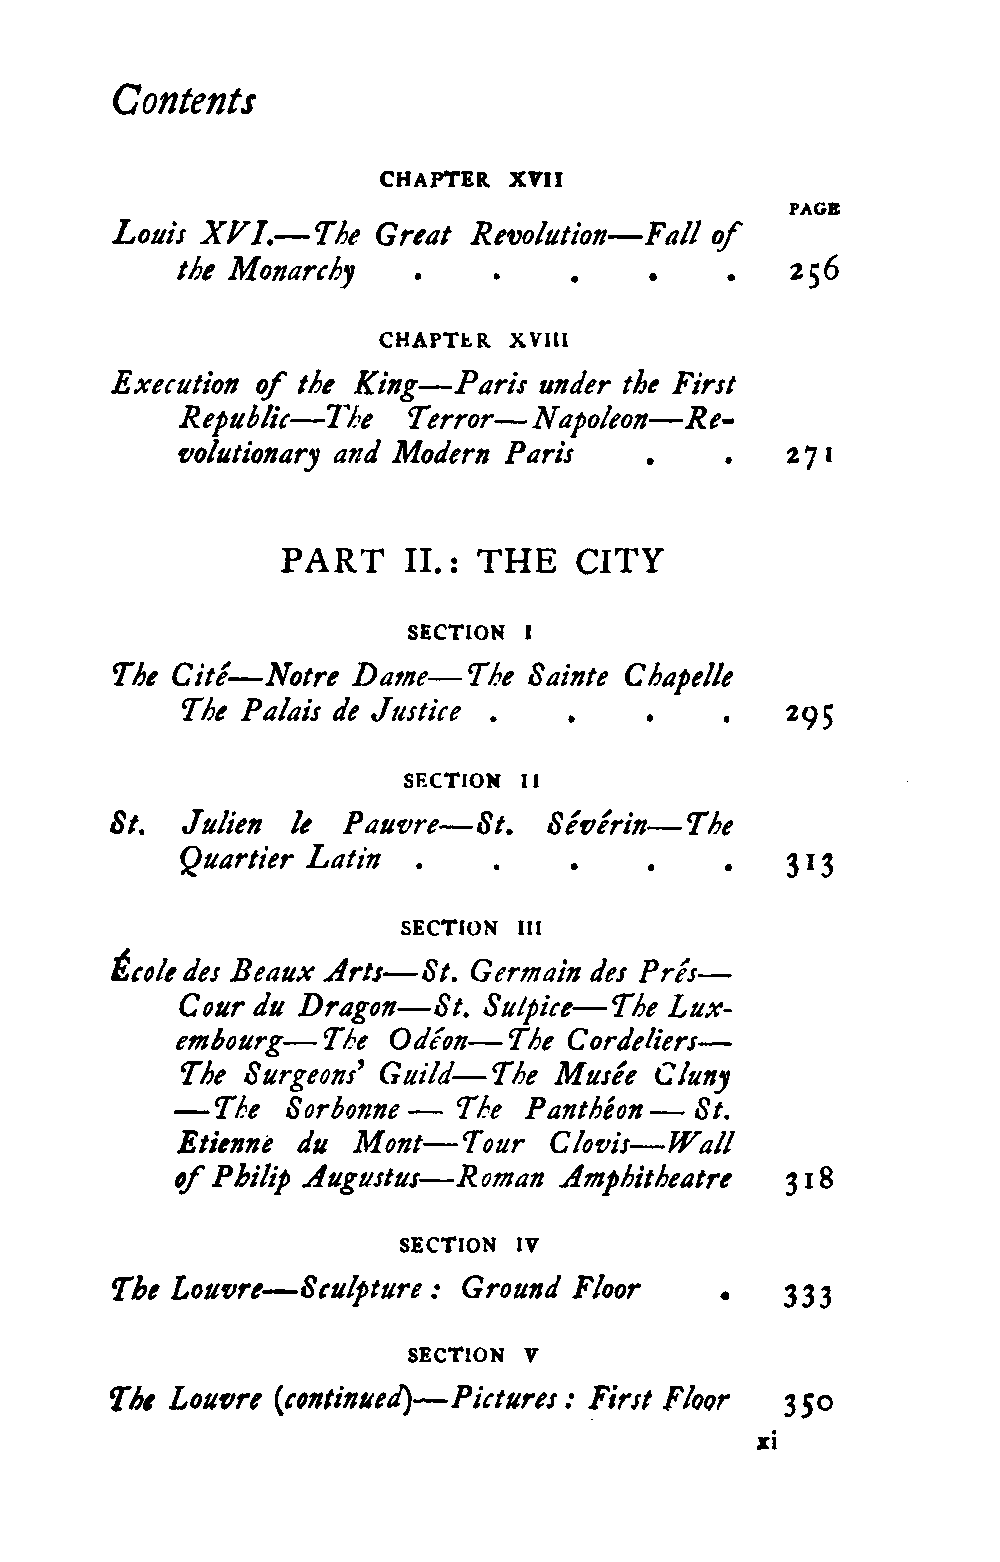 Contents
CHAPTER XVII
PAGE
Louis XVI.—The Great Revolution—Fall of
the Monarchy . . . . . 256
CHAPTER XVIII
Execution of the King—Paris under the First
Republic—The Terror—Napoleon—Re-
volutionary and Modern Paris . . 271
PART II.: THE CITY
SECTION I
The Cité—Notre Dame—The Sainte Chapelle
The Palais de Justice . . . . 295
SECTION II
St. Julien le Pauvre—St. Sévérin—The
Quartier Latin . . . . . 313
SECTION III
École des Beaux Arts—St. Germain des Prés—
Cour du Dragon—St. Sulpice—The Lux-
embourg—The Odéon—The Cordeliers—
The Surgeons' Guild—The Musée Cluny
—The Sorbonne—The Panthéon—St.
Etienne du Mont—Tour Clovis—Wall
of Philip Augustus—Roman Amphitheatre 318
SECTION IV
The Louvre—Sculpture: Ground Floor . 333
SECTION V
The Louvre (continued)—Pictures: First Floor 350
xi